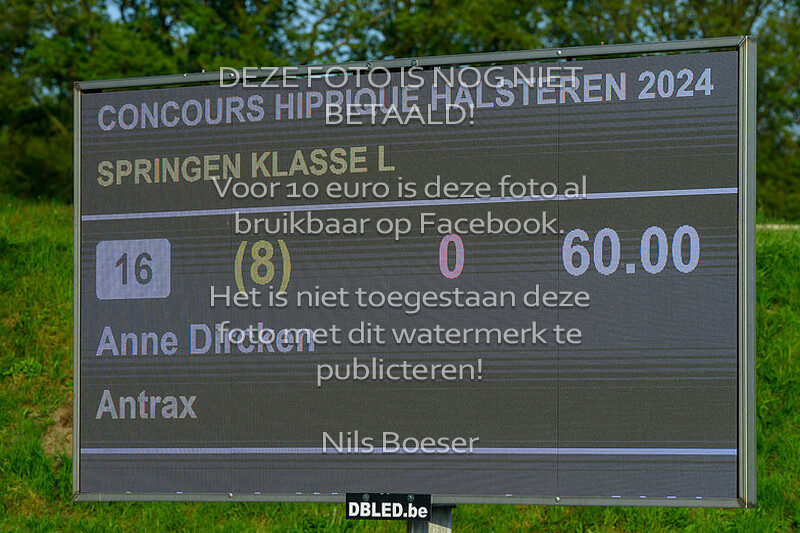 DEZE FOTO IS NOG NIET
BETAALD!
CONCOURS HIPPIQUE HALSTEREN 2024
SPRINGEN KLASSE L
Voor 10 euro is deze foto al
bruikbaar op Facebook.
16 (8) 0 60.00
Het is niet toegestaan deze
foto met dit watermerk te
publicteren!
Anne Dircken
Antrax
Nils Boeser
DBLED.be